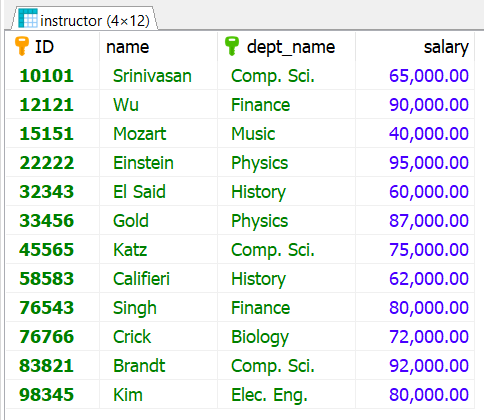 instructor (4×12)
ID name dept_name salary
10101 Srinivasan Comp. Sci. 65,000.00
12121 Wu Finance 90,000.00
15151 Mozart Music 40,000.00
22222 Einstein Physics 95,000.00
32343 El Said History 60,000.00
33456 Gold Physics 87,000.00
45565 Katz Comp. Sci. 75,000.00
58583 Califieri History 62,000.00
76543 Singh Finance 80,000.00
76766 Crick Biology 72,000.00
83821 Brandt Comp. Sci. 92,000.00
98345 Kim Elec. Eng. 80,000.00